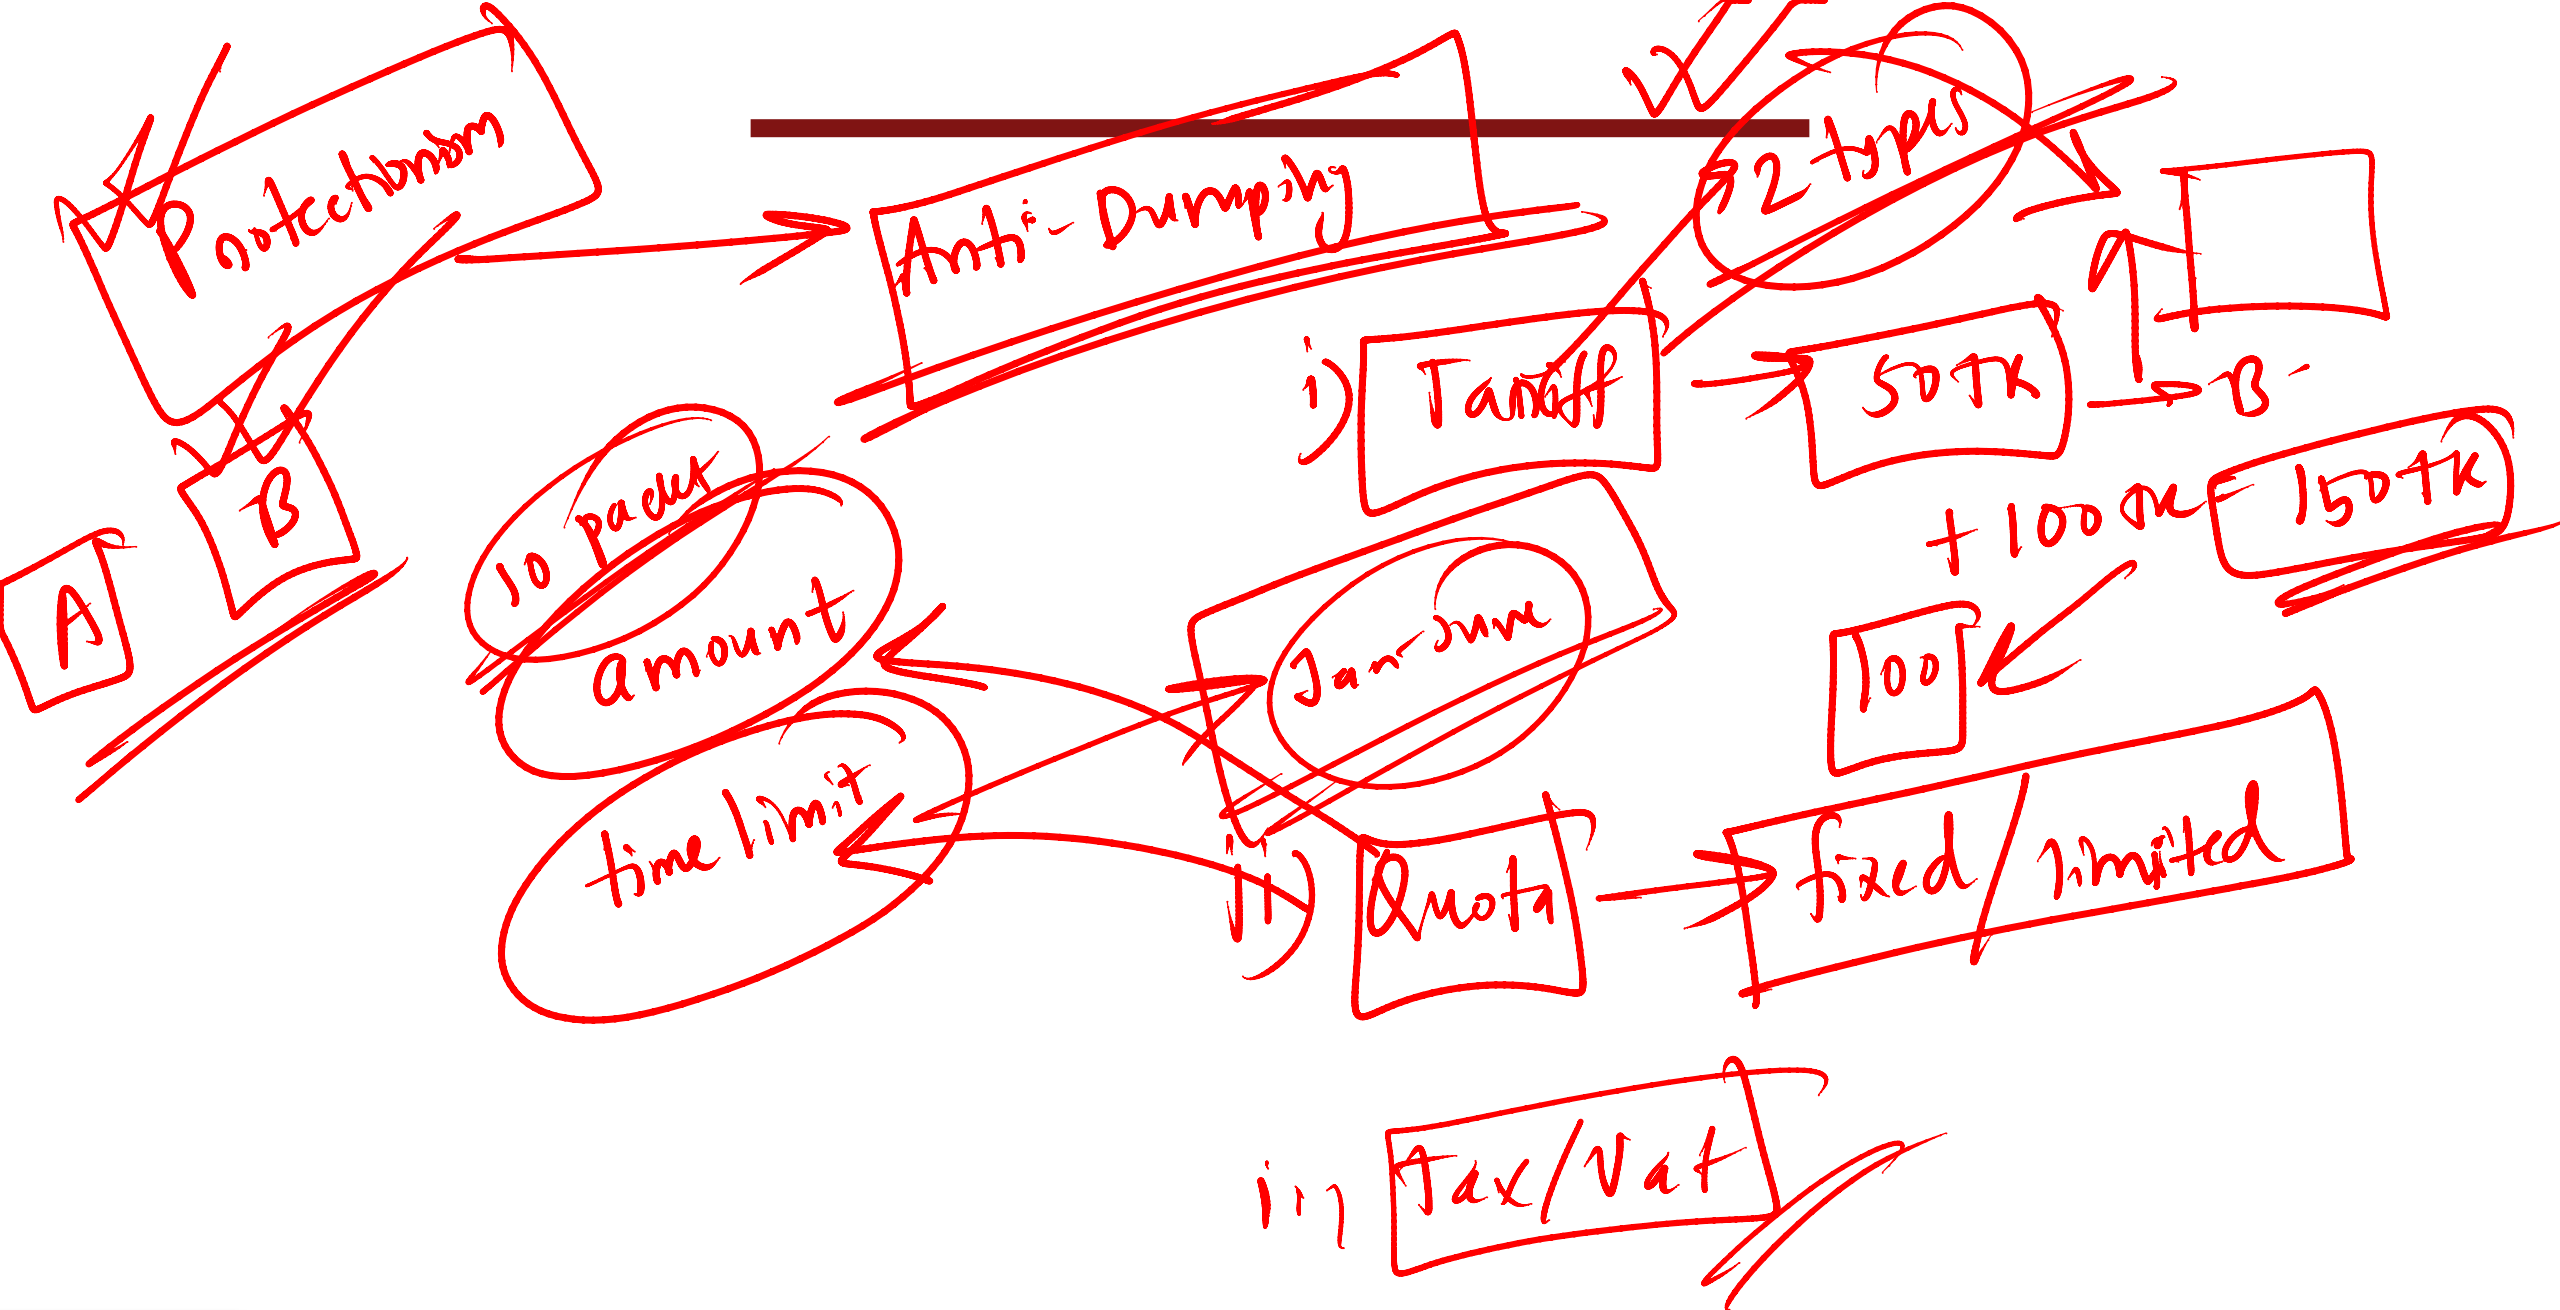 Protectionism
Anti-Dumping
2 types
i) Tariff
50 TK
B
+ 100 TK = 150 TK
100
A
B
10 packet
amount
time limit
Jan-June
ii) Quota
fixed / limited
iii) Tax/Vat